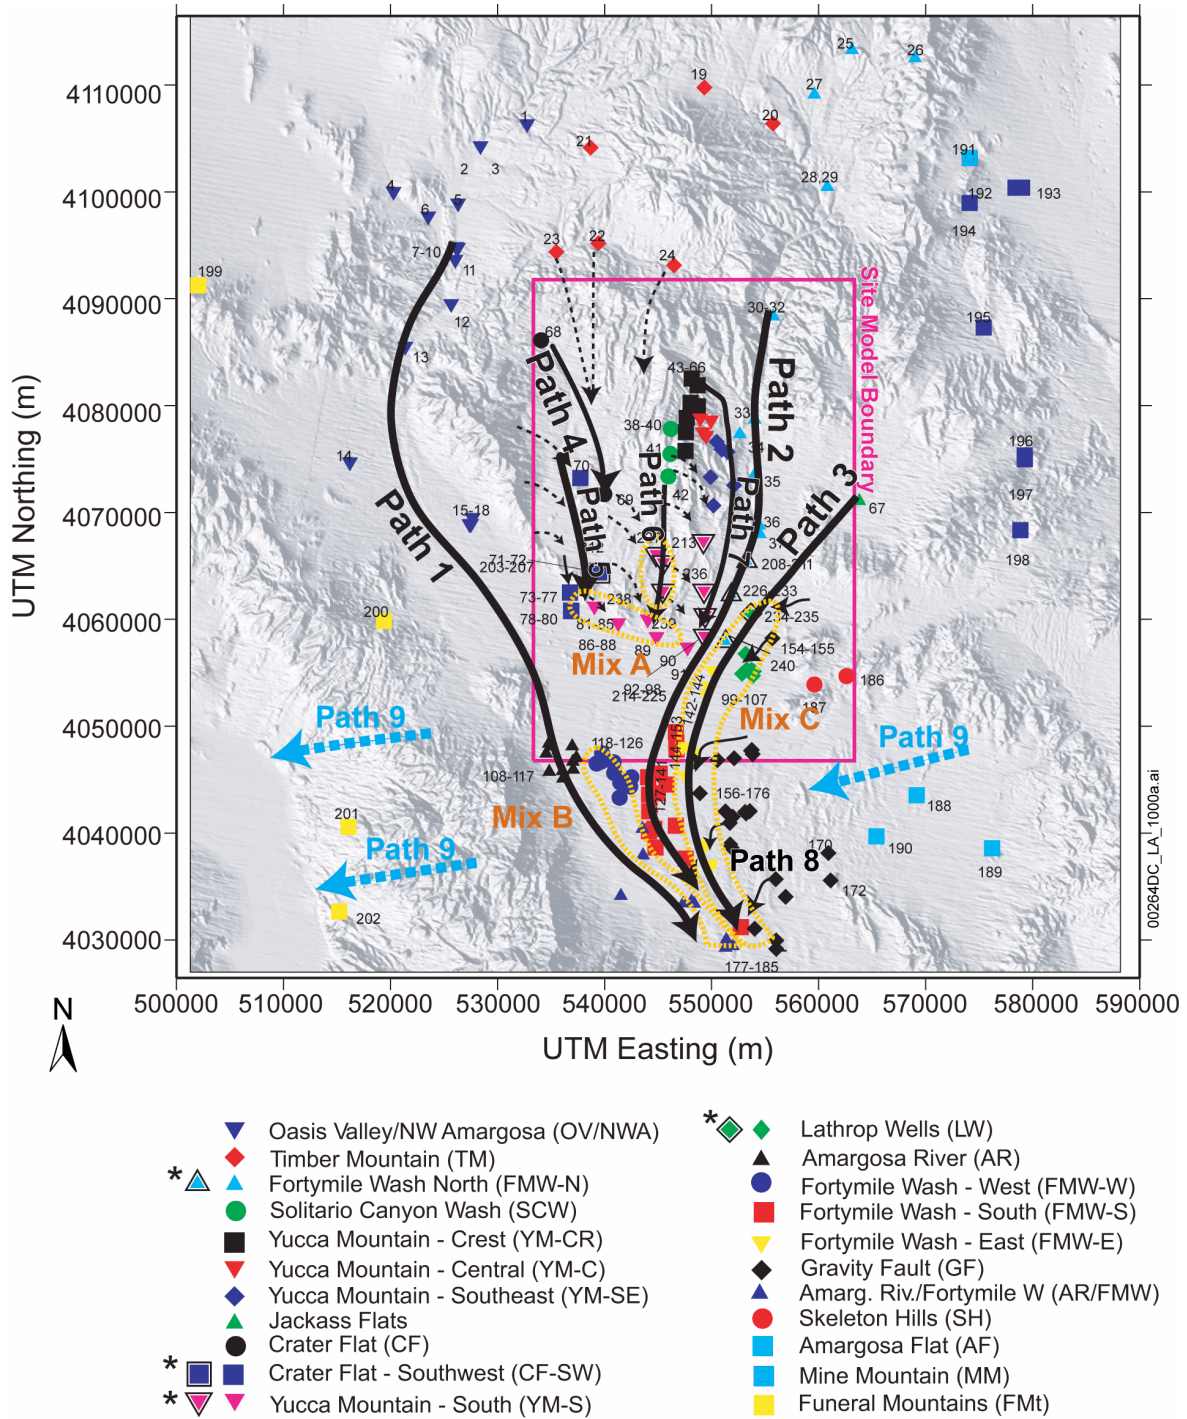 25
26
19
27
4110000
20
1
21
191
28,29
2
3
4
4100000
5
192
193
6
194
23
22
7-10
24
11
199
4090000
Site Model Boundary
30-32
12
195
68
13
Path 4
Path 2
43-66
4080000
33
38-40
196
34
41
14
70
Path 6
35
Path 3
197
42
69
67
15-18
4070000
Path 5
Path 7
36
Path 1
37
213
198
71-72
208-211
203-207
236
73-77
238
226-233
78-80
200
4060000
81-85
239
234-235
86-88
89
154-155
90
240
Mix A
91
186
92-98
142-144
99-107
214-225
187
Path 9
Mix C
4050000
144-153
Path 9
118-126
108-117
127-141
156-176
188
Mix B
201
4040000
170
190
Path 9
Path 8
189
172
202
4030000
177-185
UTM Northing (m)
00264DC_LA_1000a.ai
500000 510000 520000 530000 540000 550000 560000 570000 580000 590000
N
UTM Easting (m)
Oasis Valley/NW Amargosa (OV/NWA)
Timber Mountain (TM)
* Fortymile Wash North (FMW-N)
Solitario Canyon Wash (SCW)
Yucca Mountain - Crest (YM-CR)
Yucca Mountain - Central (YM-C)
Yucca Mountain - Southeast (YM-SE)
Jackass Flats
Crater Flat (CF)
* Crater Flat - Southwest (CF-SW)
* Yucca Mountain - South (YM-S)
* Lathrop Wells (LW)
Amargosa River (AR)
Fortymile Wash - West (FMW-W)
Fortymile Wash - South (FMW-S)
Fortymile Wash - East (FMW-E)
Gravity Fault (GF)
Amarg. Riv./Fortymile W (AR/FMW)
Skeleton Hills (SH)
Amargosa Flat (AF)
Mine Mountain (MM)
Funeral Mountains (FMt)